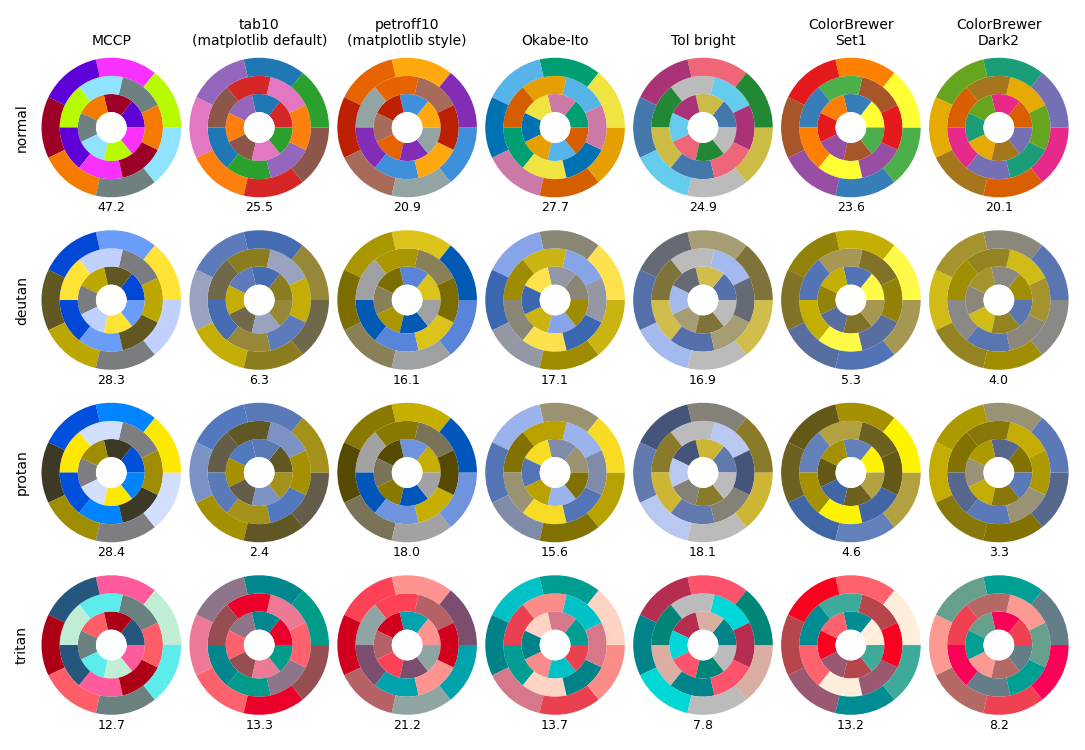 MCCP
tab10
(matplotlib default)
petroff10
(matplotlib style)
Okabe-Ito
Tol bright
ColorBrewer
Set1
ColorBrewer
Dark2
normal
47.2
25.5
20.9
27.7
24.9
23.6
20.1
deutan
28.3
6.3
16.1
17.1
16.9
5.3
4.0
protan
28.4
2.4
18.0
15.6
18.1
4.6
3.3
tritan
12.7
13.3
21.2
13.7
7.8
13.2
8.2